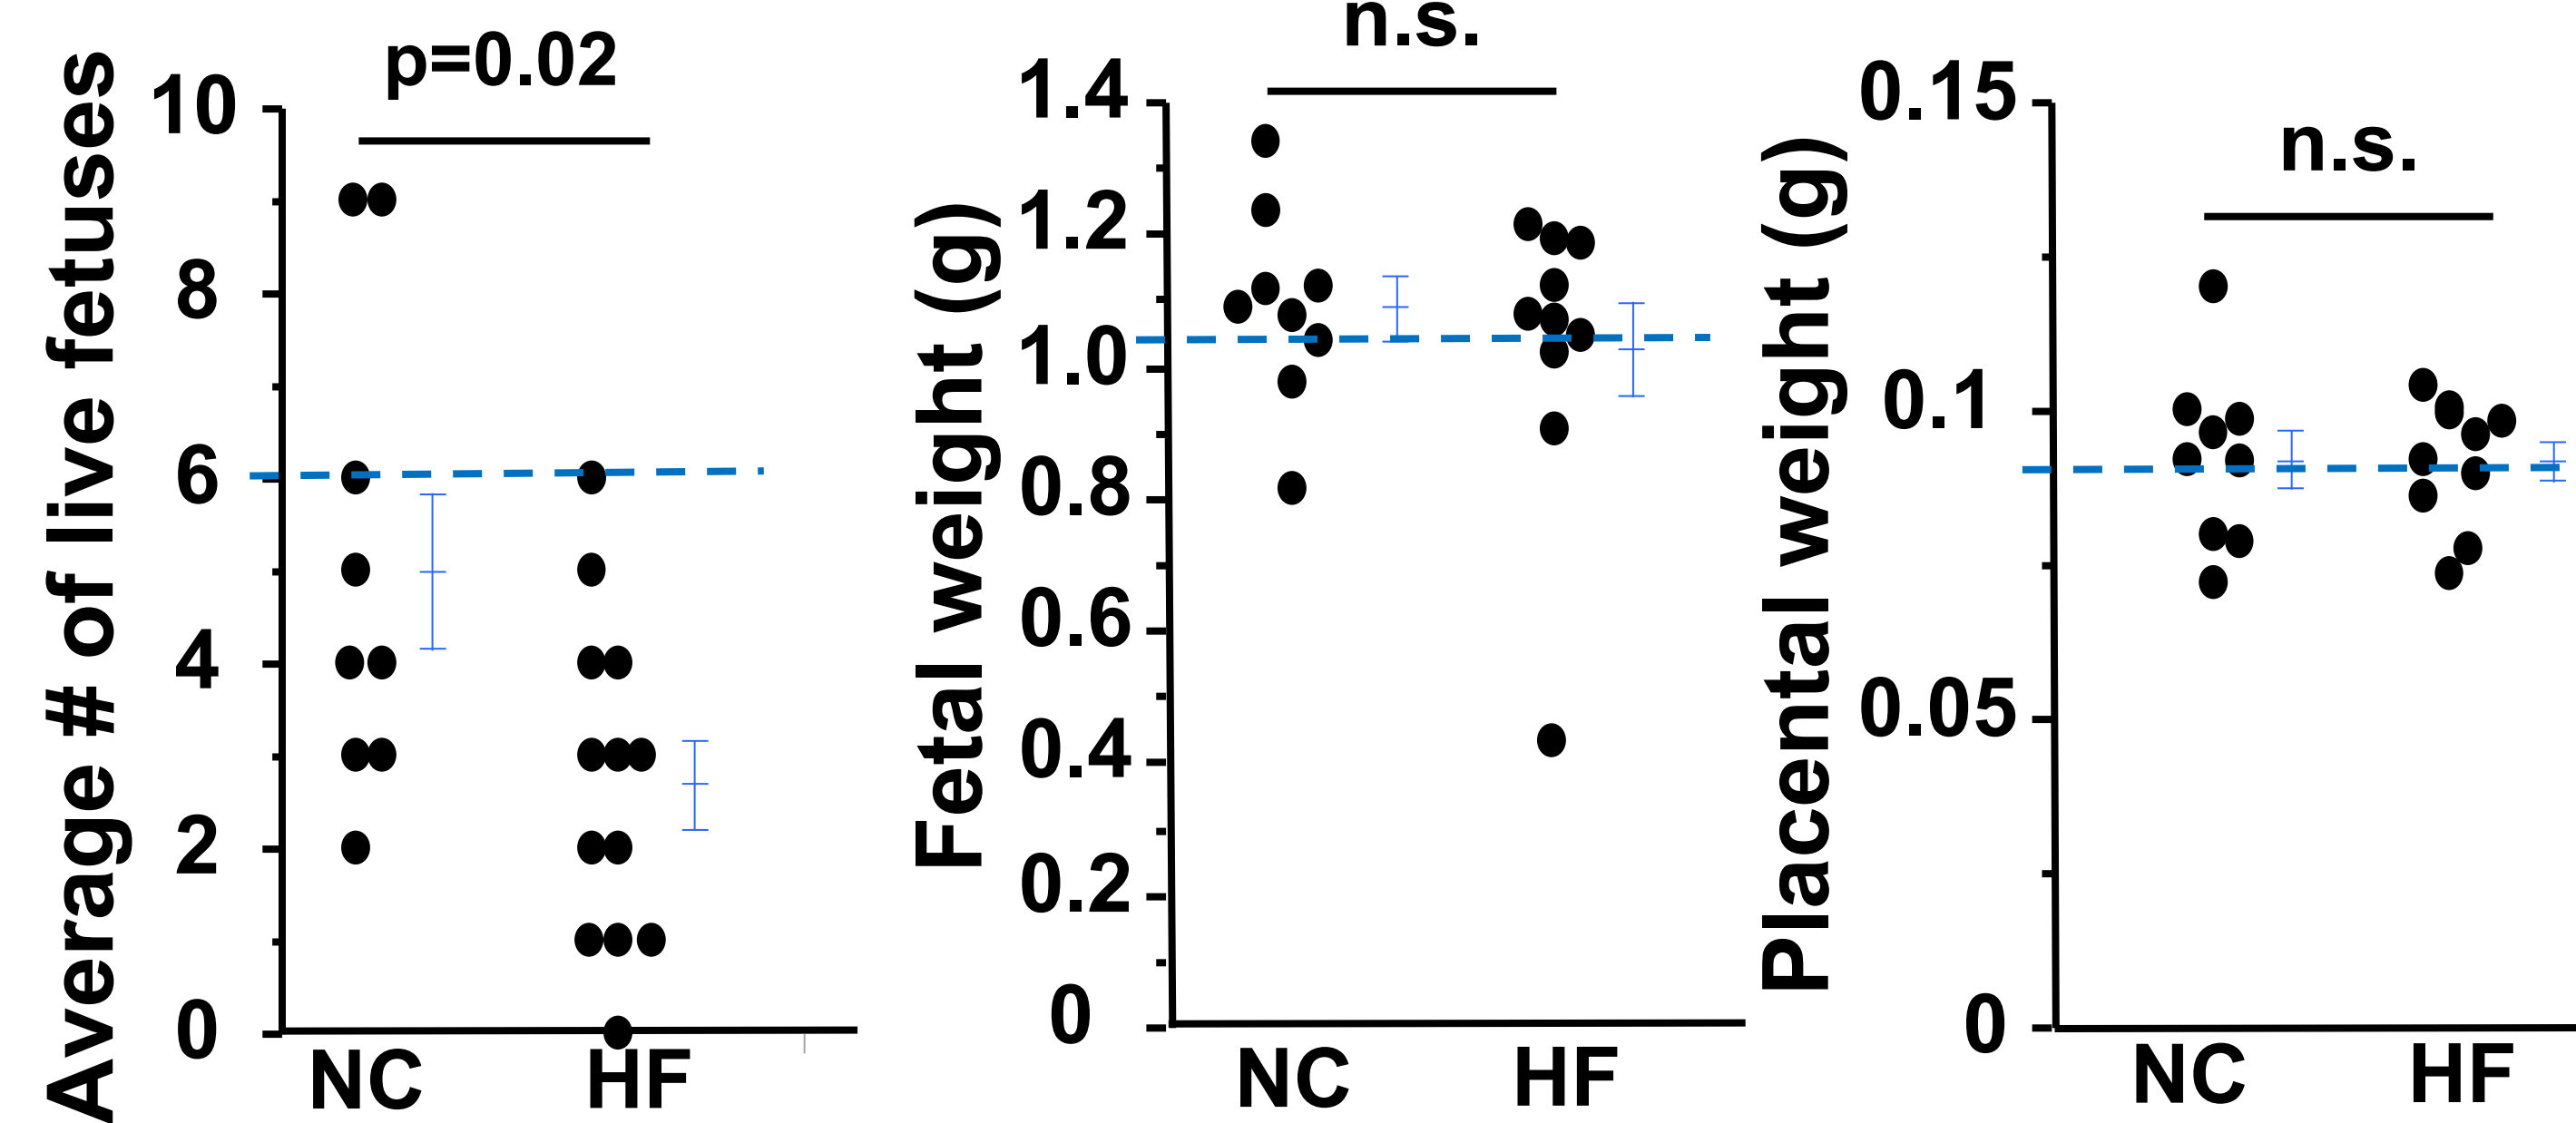 Average # of live fetuses
p=0.02
10
8
6
4
2
0
NC HF
Fetal weight (g)
n.s.
1.4
1.2
1.0
0.8
0.6
0.4
0.2
0
NC HF
Placental weight (g)
n.s.
0.15
0.1
0.05
0
NC HF